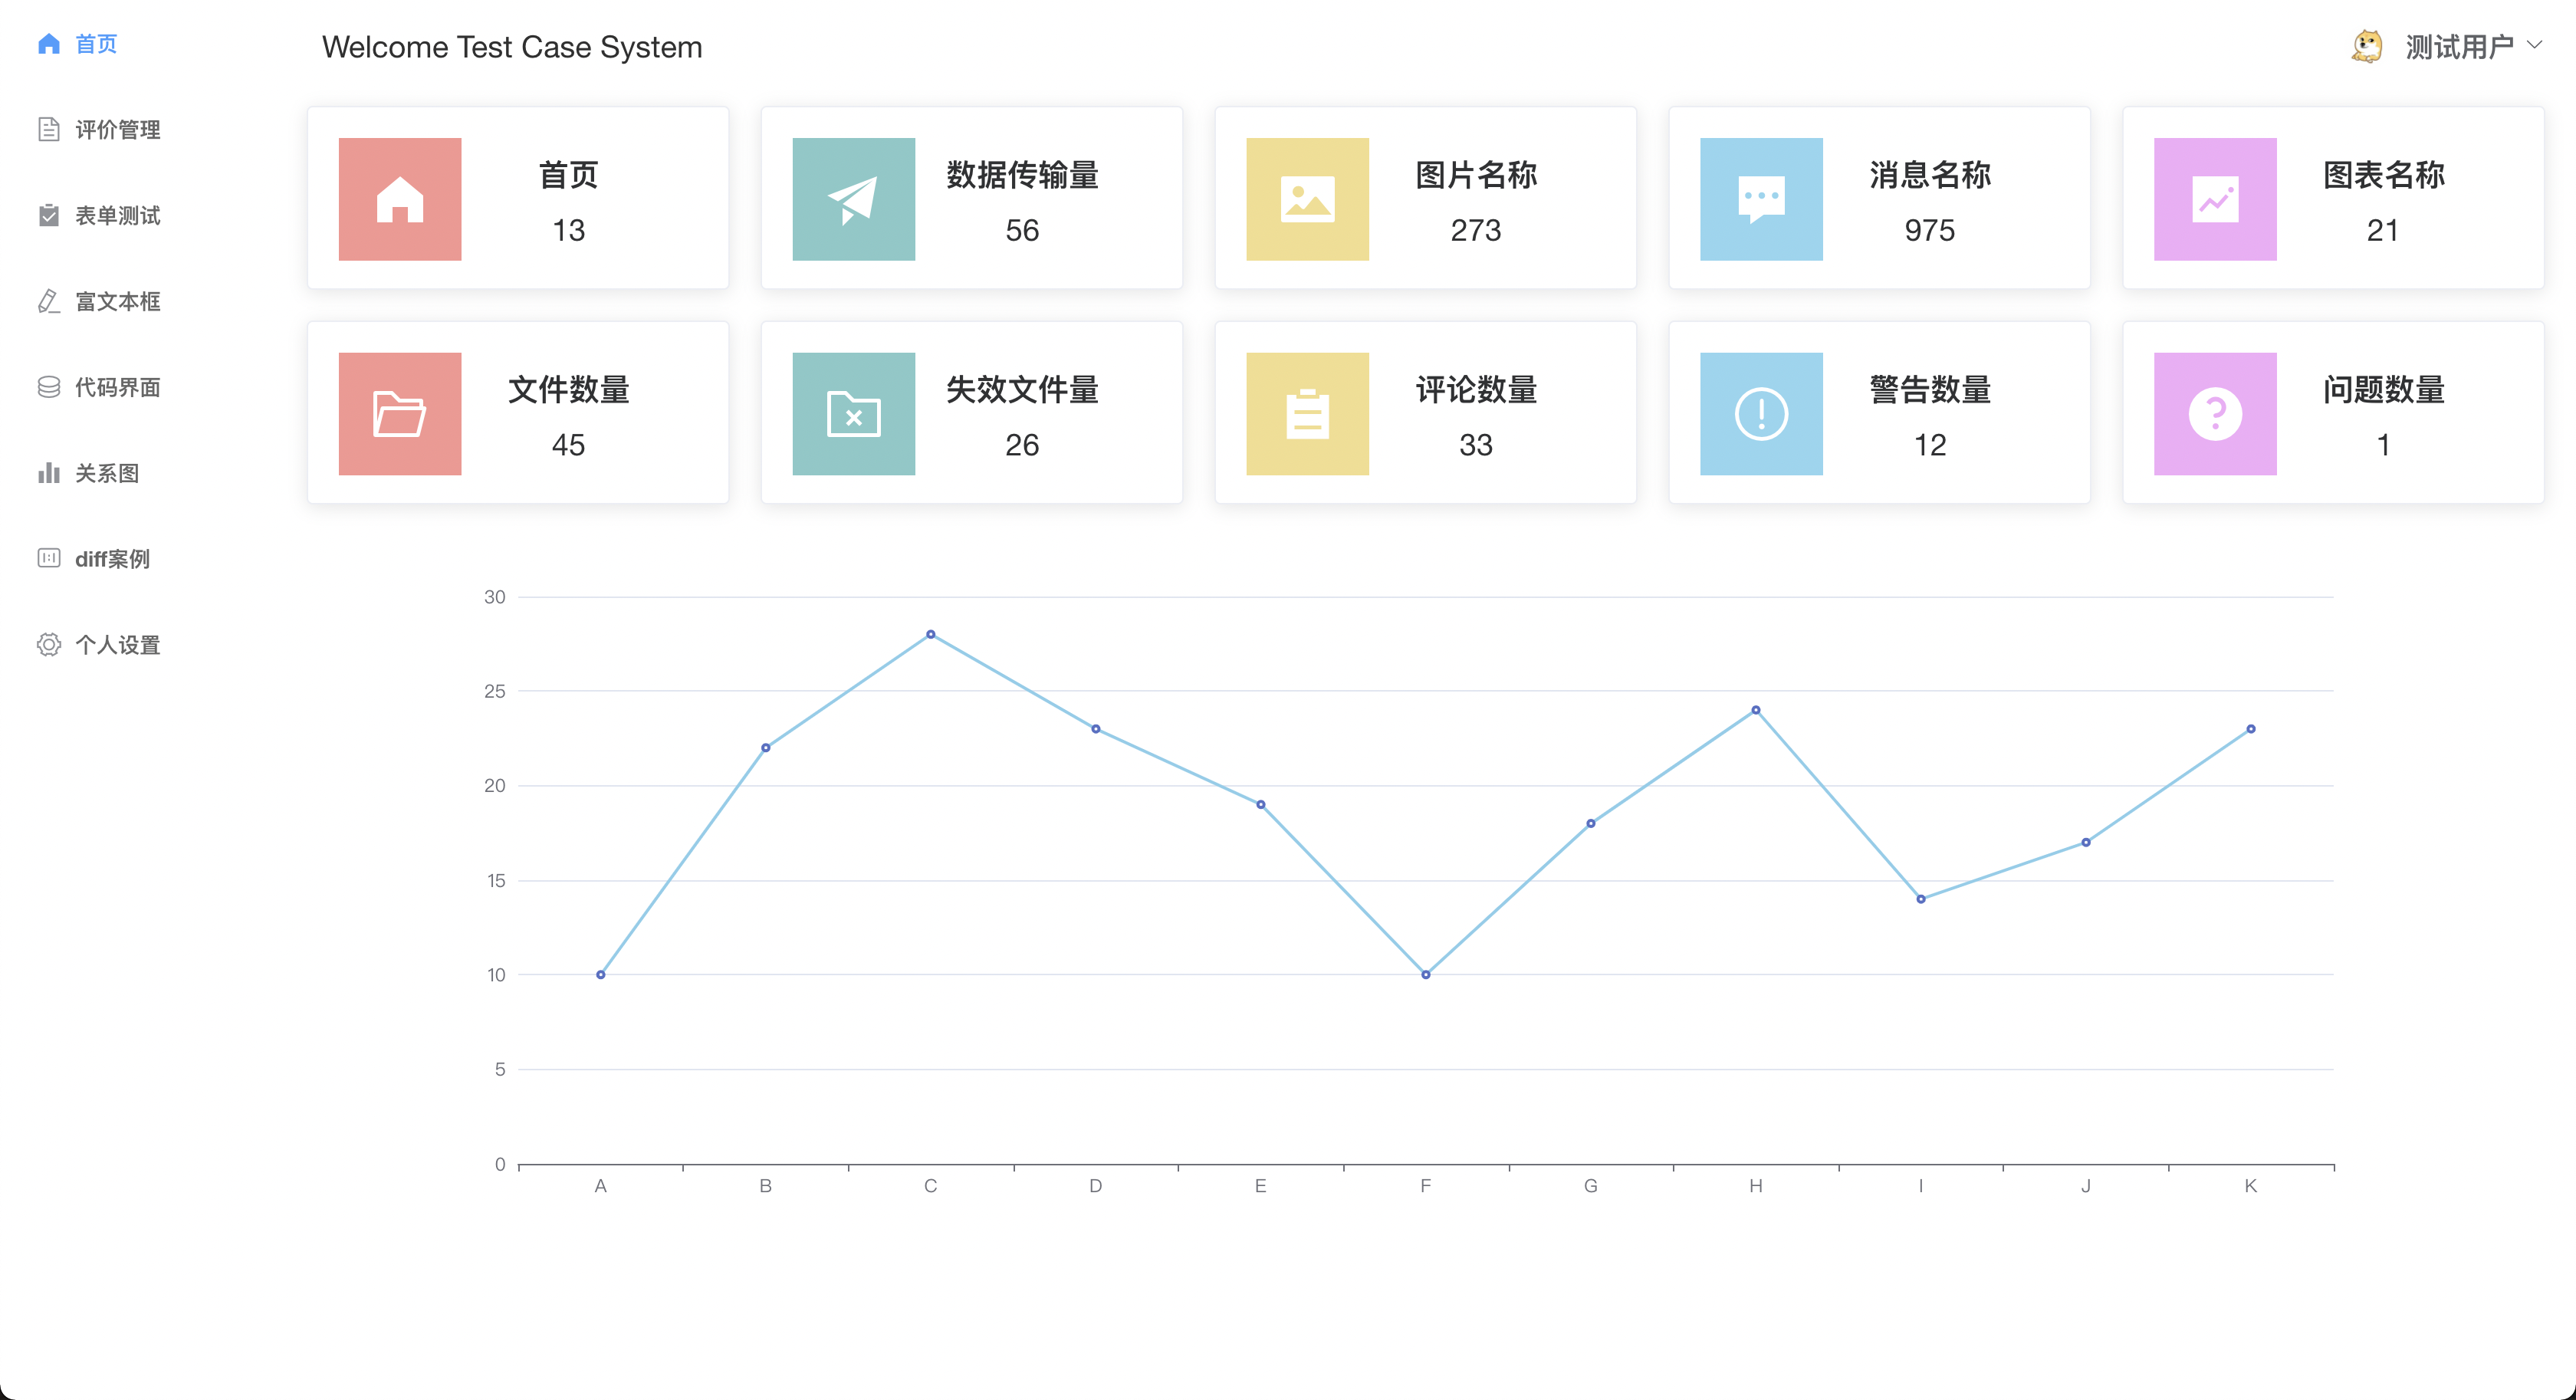 首页
评价管理
表单测试
富文本框
代码界面
关系图
diff案例
个人设置
Welcome Test Case System
测试用户
首页
13
数据传输量
56
图片名称
273
消息名称
975
图表名称
21
文件数量
45
失效文件量
26
评论数量
33
警告数量
12
问题数量
1
30
25
20
15
10
5
0
A B C D E F G H I J K